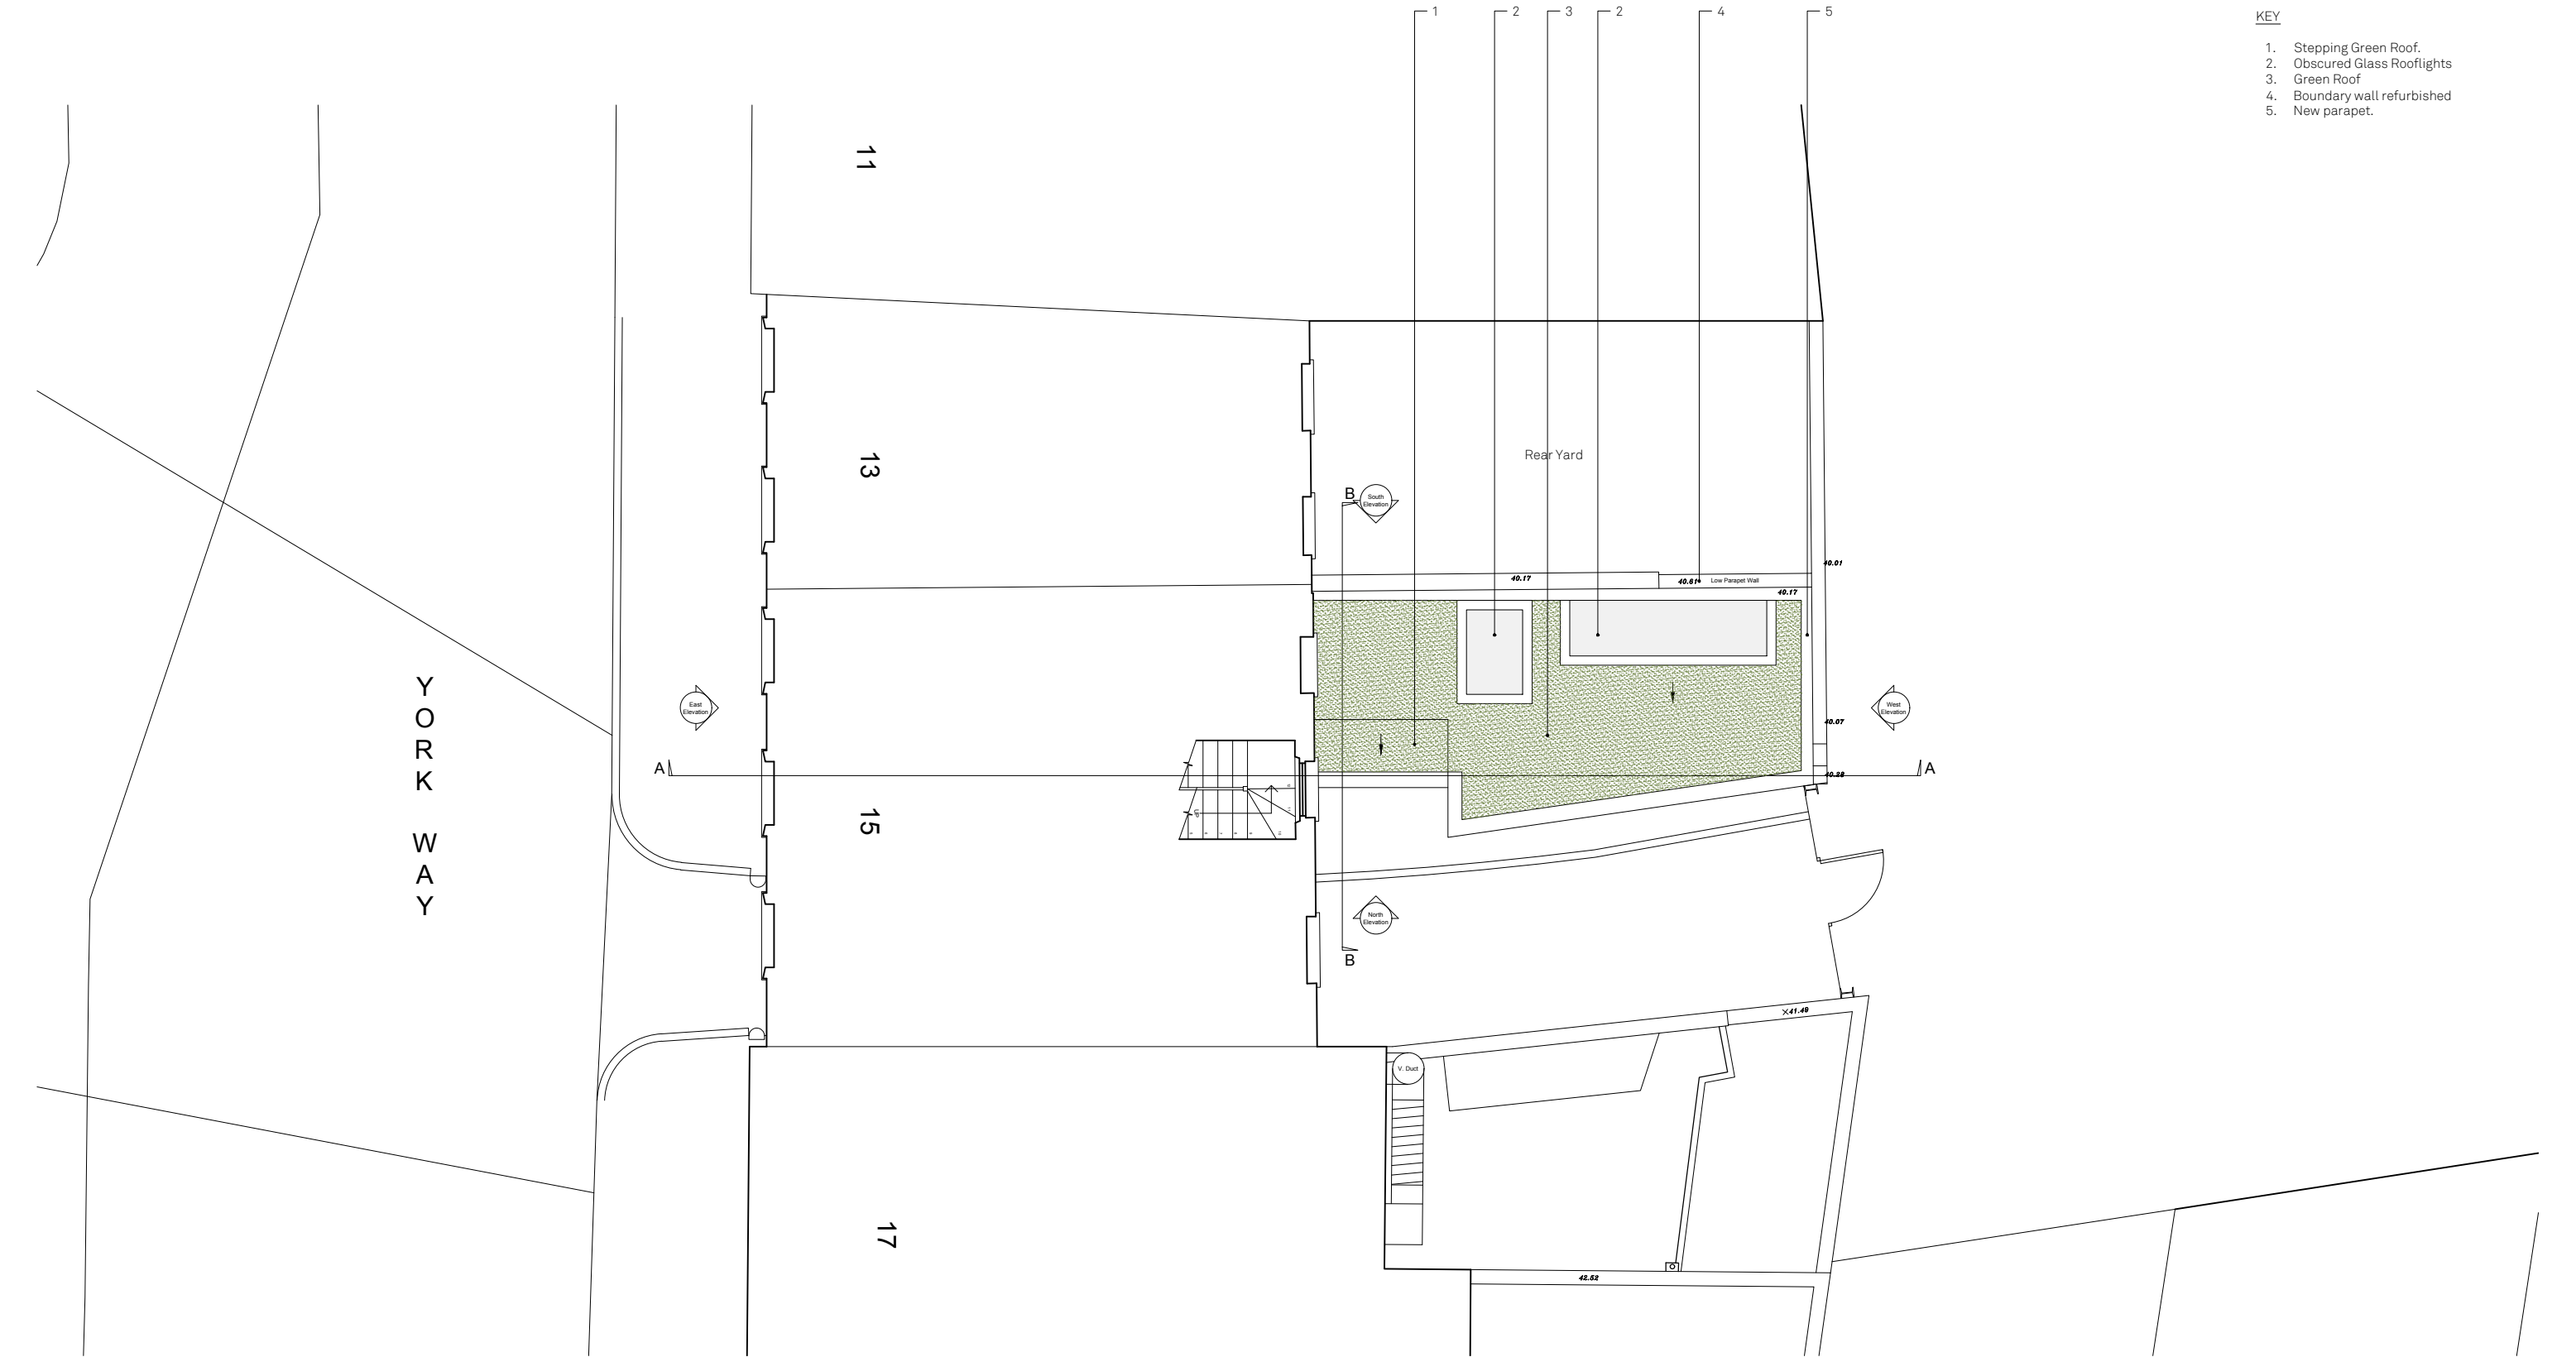 1
2
3
2
4
5
KEY
1. Stepping Green Roof.
2. Obscured Glass Rooflights
3. Green Roof
4. Boundary wall refurbished
5. New parapet.
11
13
Rear Yard
B
South
Elevation
40.01
40.17
40.61
Low Parapet Wall
40.17
YORK WAY
East
Elevation
West
Elevation
40.07
A
A
40.28
15
UP
North
Elevation
B
41.49
V. Duct
17
42.52